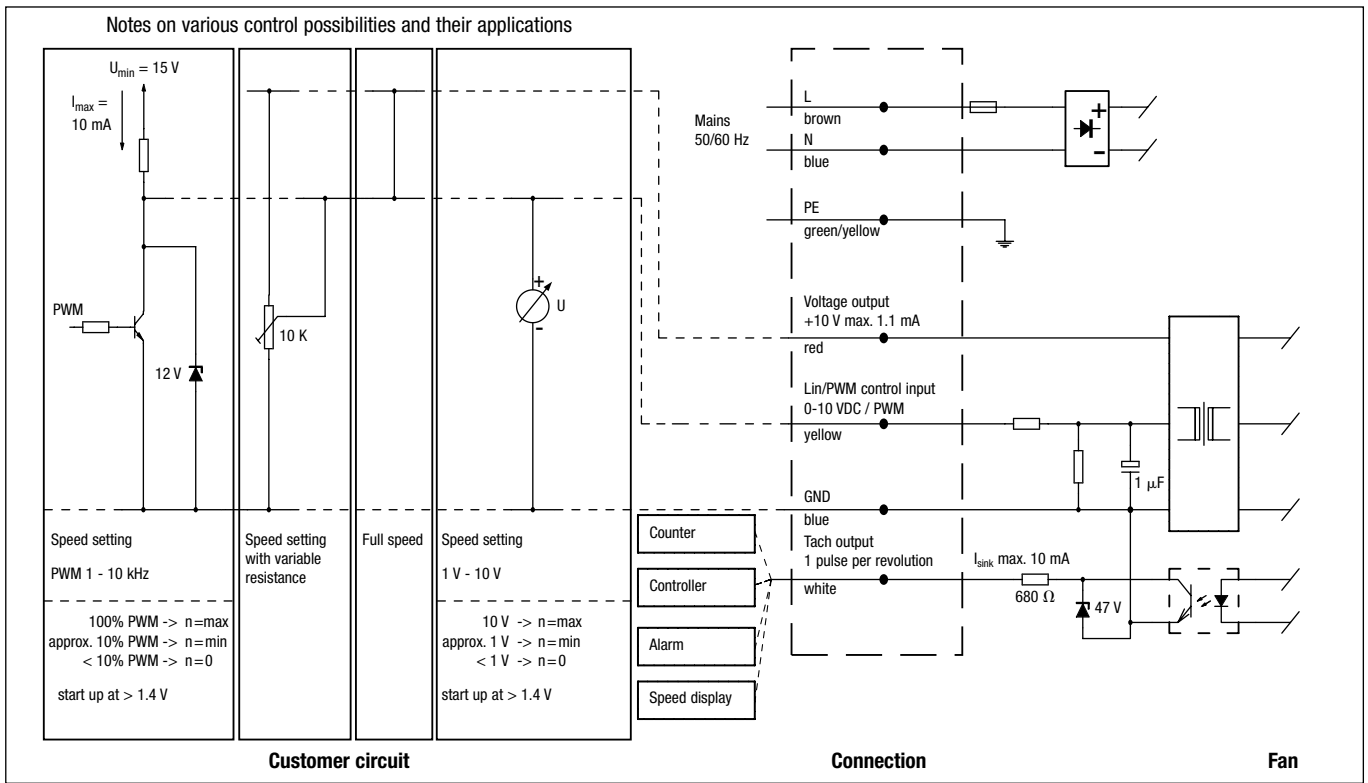 Notes on various control possibilities and their applications
Umin = 15 V
Imax =
10 mA
PWM
12 V
Speed setting
PWM 1 - 10 kHz
100% PWM -> n=max
approx. 10% PWM -> n=min
< 10% PWM -> n=0
start up at > 1.4 V
10 K
Speed setting
with variable
resistance
Full speed
+
U
-
Speed setting
1 V - 10 V
10 V -> n=max
approx. 1 V -> n=min
< 1 V -> n=0
start up at > 1.4 V
Counter
Controller
Alarm
Speed display
Mains
50/60 Hz
L
brown
N
blue
PE
green/yellow
Voltage output
+10 V max. 1.1 mA
red
Lin/PWM control input
0-10 VDC / PWM
yellow
GND
blue
Tach output
1 pulse per revolution
white
+
-
1 µF
Isink max. 10 mA
680 Ω
47 V
Customer circuit
Connection
Fan